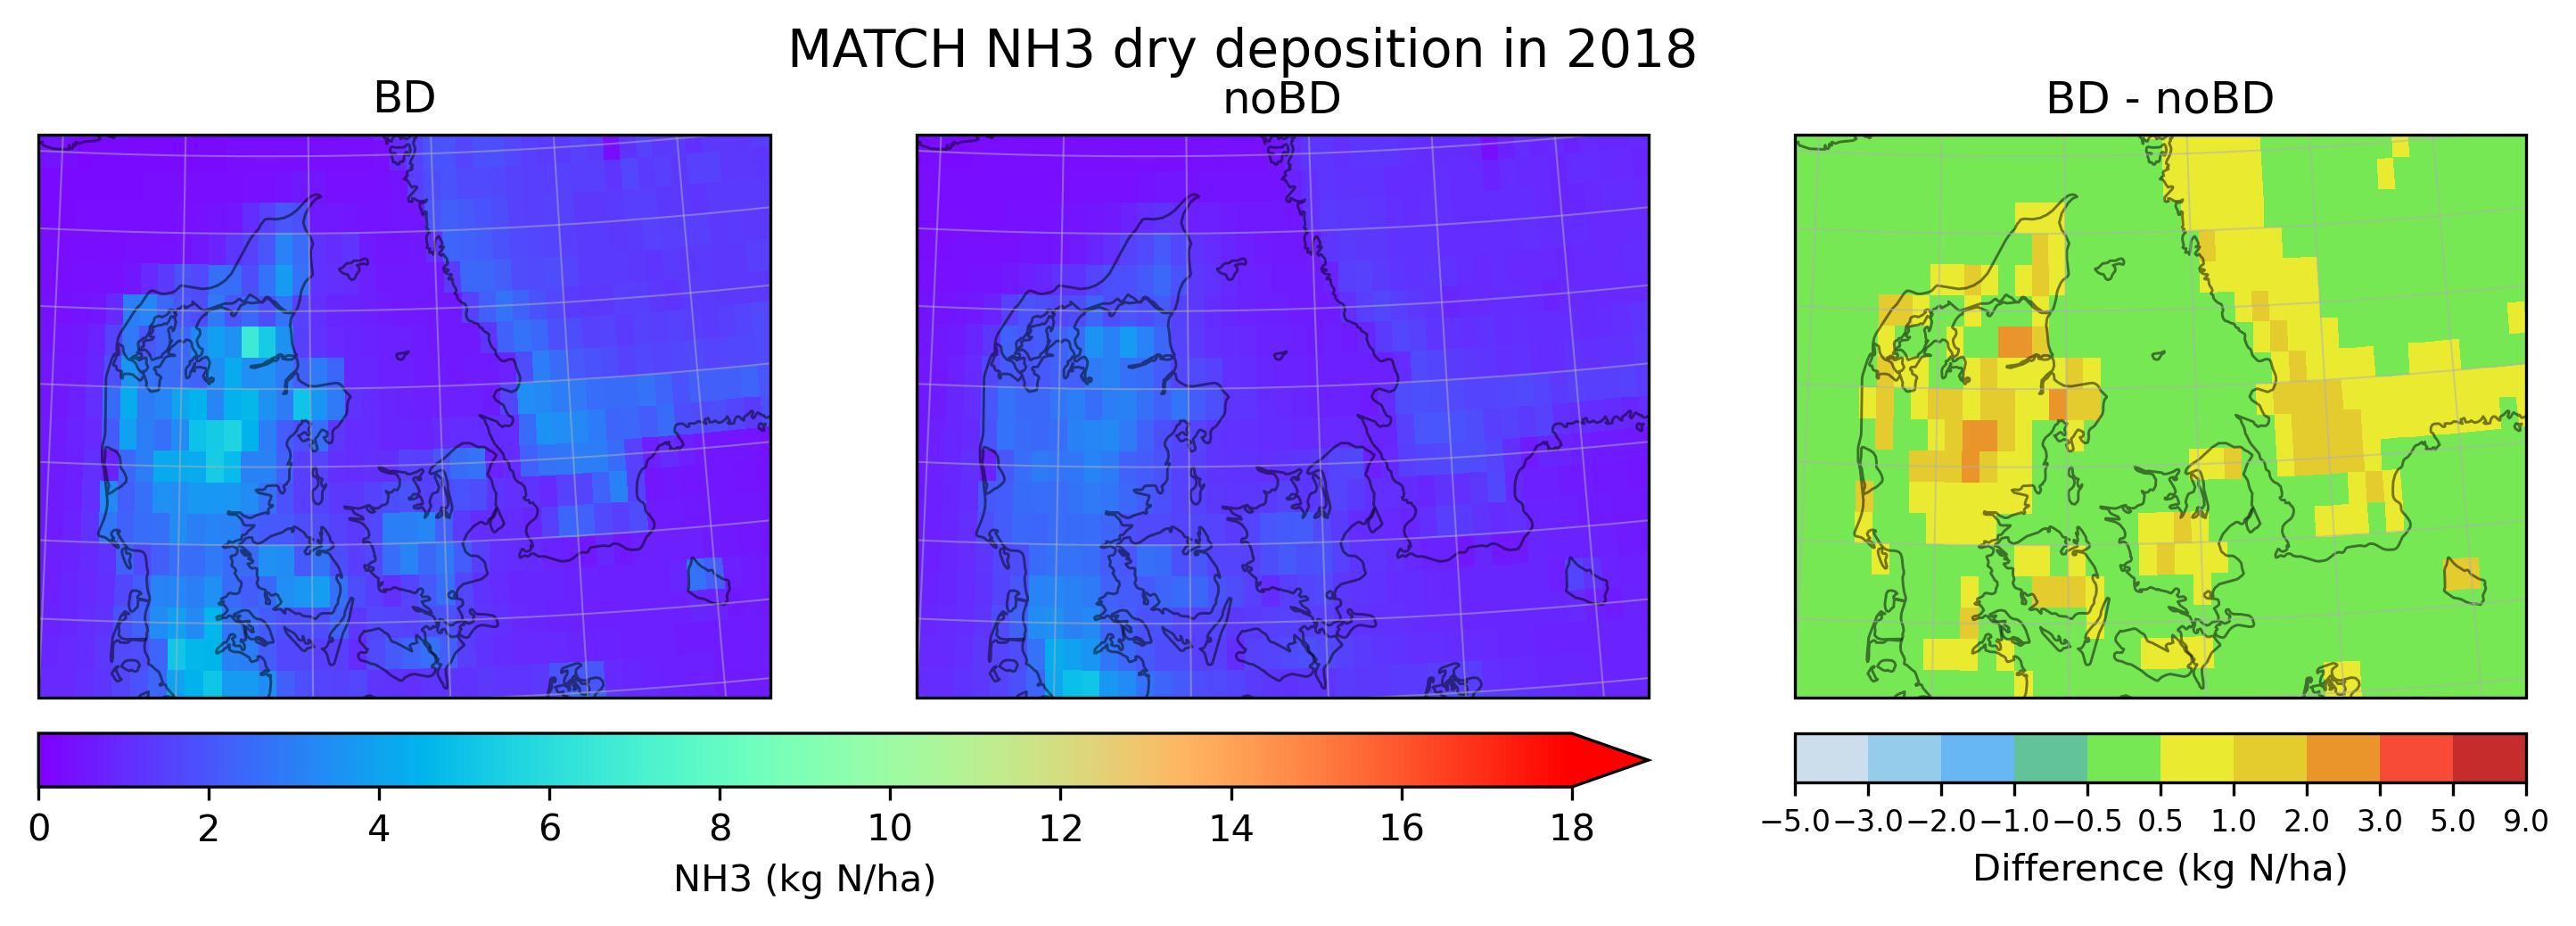 MATCH NH3 dry deposition in 2018
BD
noBD
BD - noBD
0 2 4 6 8 10 12 14 16 18
NH3 (kg N/ha)
−5.0 −3.0 −2.0 −1.0 −0.5 0.5 1.0 2.0 3.0 5.0 9.0
Difference (kg N/ha)